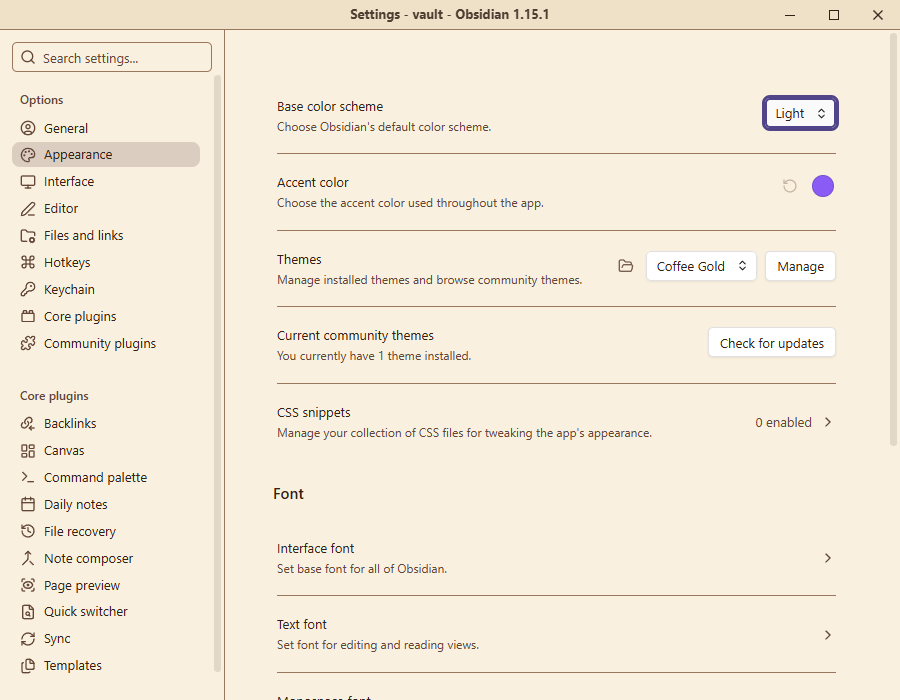 Settings - vault - Obsidian 1.15.1
Search settings...
Options
General
Appearance
Interface
Editor
Files and links
Hotkeys
Keychain
Core plugins
Community plugins
Core plugins
Backlinks
Canvas
Command palette
Daily notes
File recovery
Note composer
Page preview
Quick switcher
Sync
Templates
Base color scheme
Choose Obsidian's default color scheme.
Light
Accent color
Choose the accent color used throughout the app.
Themes
Manage installed themes and browse community themes.
Coffee Gold
Manage
Current community themes
You currently have 1 theme installed.
Check for updates
CSS snippets
Manage your collection of CSS files for tweaking the app's appearance.
0 enabled
Font
Interface font
Set base font for all of Obsidian.
Text font
Set font for editing and reading views.